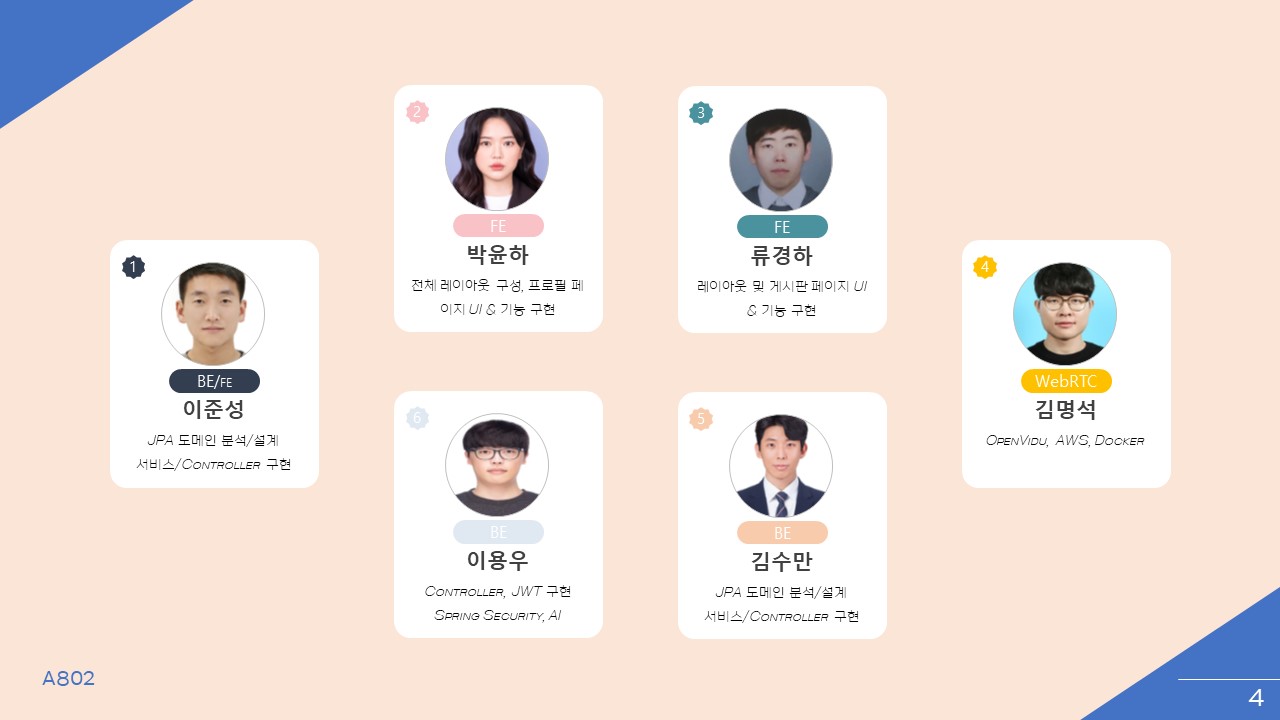 1
BE/FE
이준성
JPA 도메인 분석/설계
서비스/CONTROLLER 구현
2
FE
박윤하
전체 레이아웃 구성, 프로필 페
이지 UI & 기능 구현
3
FE
류경하
레이아웃 및 게시판 페이지 UI
& 기능 구현
4
WebRTC
김명석
OPENVIDU, AWS, DOCKER
6
BE
이용우
CONTROLLER, JWT 구현
SPRING SECURITY, AI
5
BE
김수만
JPA 도메인 분석/설계
서비스/CONTROLLER 구현
A802
4